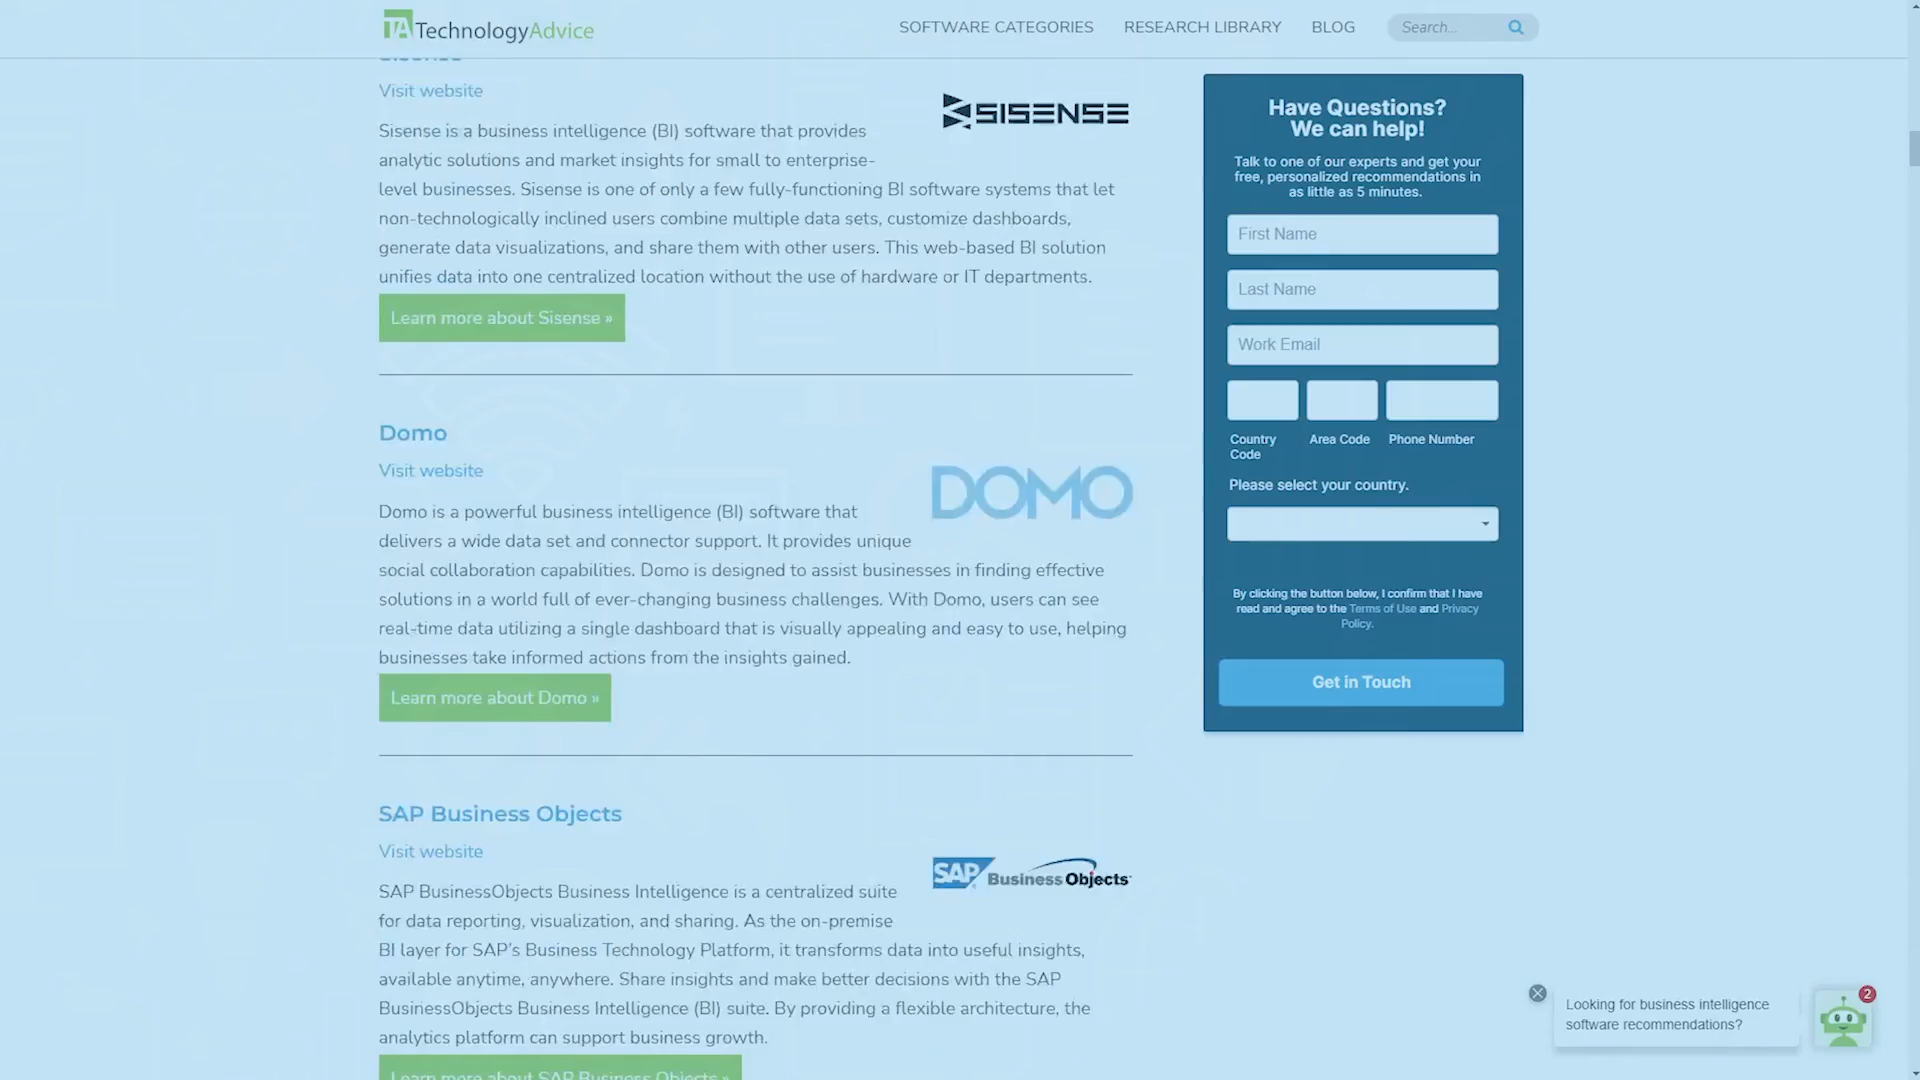 TA TechnologyAdvice
SOFTWARE CATEGORIES
RESEARCH LIBRARY
BLOG
Search...
Sisense
Visit website
SISENSE
Sisense is a business intelligence (BI) software that provides
analytic solutions and market insights for small to enterprise-
level businesses. Sisense is one of only a few fully-functioning BI software systems that let
non-technologically inclined users combine multiple data sets, customize dashboards,
generate data visualizations, and share them with other users. This web-based BI solution
unifies data into one centralized location without the use of hardware or IT departments.
Learn more about Sisense »
Domo
Visit website
DOMO
Domo is a powerful business intelligence (BI) software that
delivers a wide data set and connector support. It provides unique
social collaboration capabilities. Domo is designed to assist businesses in finding effective
solutions in a world full of ever-changing business challenges. With Domo, users can see
real-time data utilizing a single dashboard that is visually appealing and easy to use, helping
businesses take informed actions from the insights gained.
Learn more about Domo »
SAP Business Objects
Visit website
SAP Business Objects
SAP BusinessObjects Business Intelligence is a centralized suite
for data reporting, visualization, and sharing. As the on-premise
BI layer for SAP's Business Technology Platform, it transforms data into useful insights,
available anytime, anywhere. Share insights and make better decisions with the SAP
BusinessObjects Business Intelligence (BI) suite. By providing a flexible architecture, the
analytics platform can support business growth.
Learn more about SAP Business Objects »
Have Questions?
We can help!
Talk to one of our experts and get your
free, personalized recommendations in
as little as 5 minutes.
First Name
Last Name
Work Email
Country
Code
Area Code
Phone Number
Please select your country.
By clicking the button below, I confirm that I have
read and agree to the Terms of Use and Privacy
Policy.
Get in Touch
Looking for business intelligence
software recommendations?
2